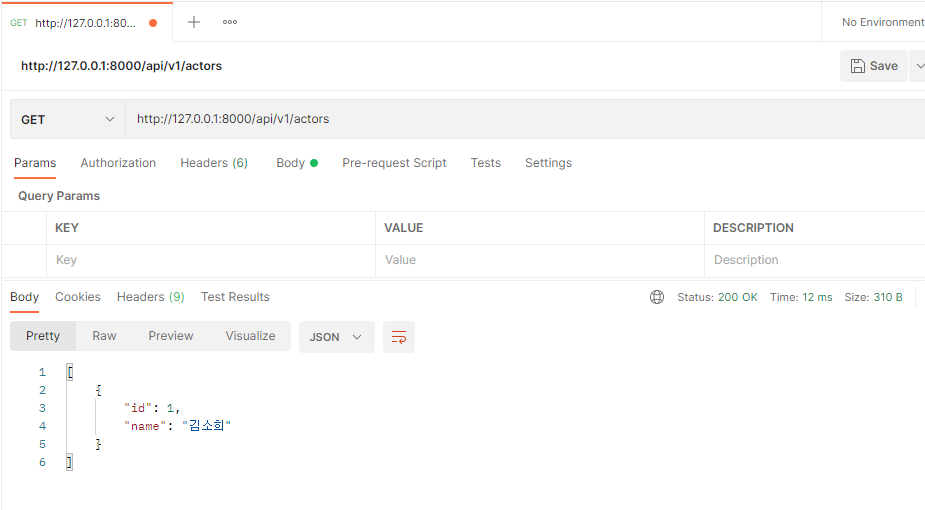 GET http://127.0.0.1:80... No Environment
http://127.0.0.1:8000/api/v1/actors Save
GET http://127.0.0.1:8000/api/v1/actors
Params Authorization Headers (6) Body Pre-request Script Tests Settings
Query Params
KEY VALUE DESCRIPTION
Key Value Description
Body Cookies Headers (9) Test Results Status: 200 OK Time: 12 ms Size: 310 B
Pretty Raw Preview Visualize JSON
1 [
2 {
3 "id": 1,
4 "name": "김소희"
5 }
6 ]